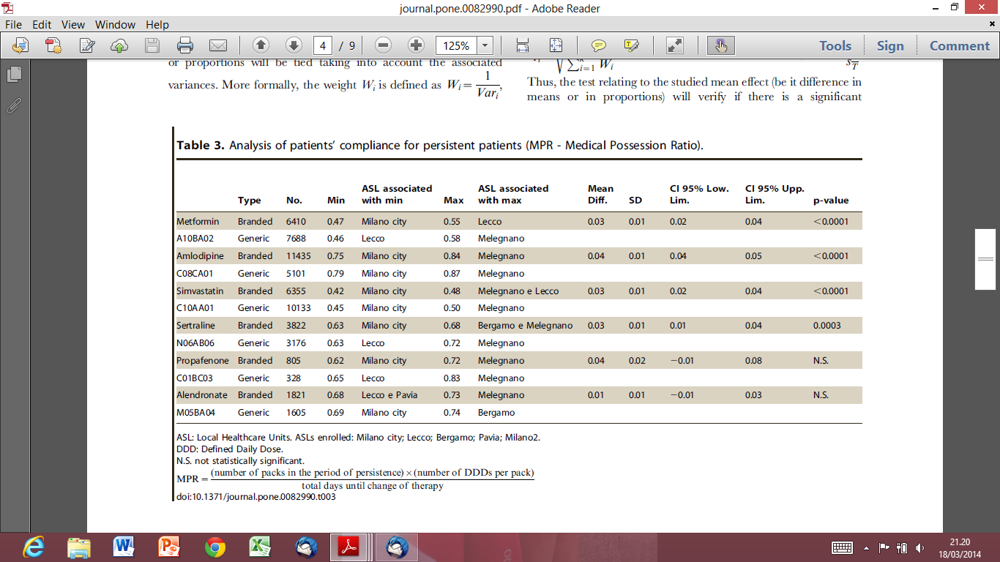 journal.pone.0082990.pdf - Adobe Reader
File Edit View Window Help
4 / 9 125% Tools Sign Comment
or proportions will be tied taking into account the associated
variances. More formally, the weight Wi is defined as Wi= 1/Vari,
Thus, the test relating to the studied mean effect (be it difference in
means or in proportions) will verify if there is a significant
Table 3. Analysis of patients' compliance for persistent patients (MPR - Medical Possession Ratio).
Type No. Min ASL associated with min Max ASL associated with max Mean Diff. SD CI 95% Low. Lim. CI 95% Upp. Lim. p-value
Metformin Branded 6410 0.47 Milano city 0.55 Lecco 0.03 0.01 0.02 0.04 <0.0001
A10BA02 Generic 7688 0.46 Lecco 0.58 Melegnano
Amlodipine Branded 11435 0.75 Milano city 0.84 Melegnano 0.04 0.01 0.04 0.05 <0.0001
C08CA01 Generic 5101 0.79 Milano city 0.87 Melegnano
Simvastatin Branded 6355 0.42 Milano city 0.48 Melegnano e Lecco 0.03 0.01 0.02 0.04 <0.0001
C10AA01 Generic 10133 0.45 Milano city 0.50 Melegnano
Sertraline Branded 3822 0.63 Milano city 0.68 Bergamo e Melegnano 0.03 0.01 0.01 0.04 0.0003
N06AB06 Generic 3176 0.63 Lecco 0.72 Melegnano
Propafenone Branded 805 0.62 Milano city 0.72 Melegnano 0.04 0.02 −0.01 0.08 N.S.
C01BC03 Generic 328 0.65 Lecco 0.83 Melegnano
Alendronate Branded 1821 0.68 Lecco e Pavia 0.73 Melegnano 0.01 0.01 −0.01 0.03 N.S.
M05BA04 Generic 1605 0.69 Milano city 0.74 Bergamo
ASL: Local Healthcare Units. ASLs enrolled: Milano city; Lecco; Bergamo; Pavia; Milano2.
DDD: Defined Daily Dose.
N.S. not statistically significant.
MPR = (number of packs in the period of persistence) × (number of DDDs per pack)
total days until change of therapy
doi:10.1371/journal.pone.0082990.t003
21.20
18/03/2014